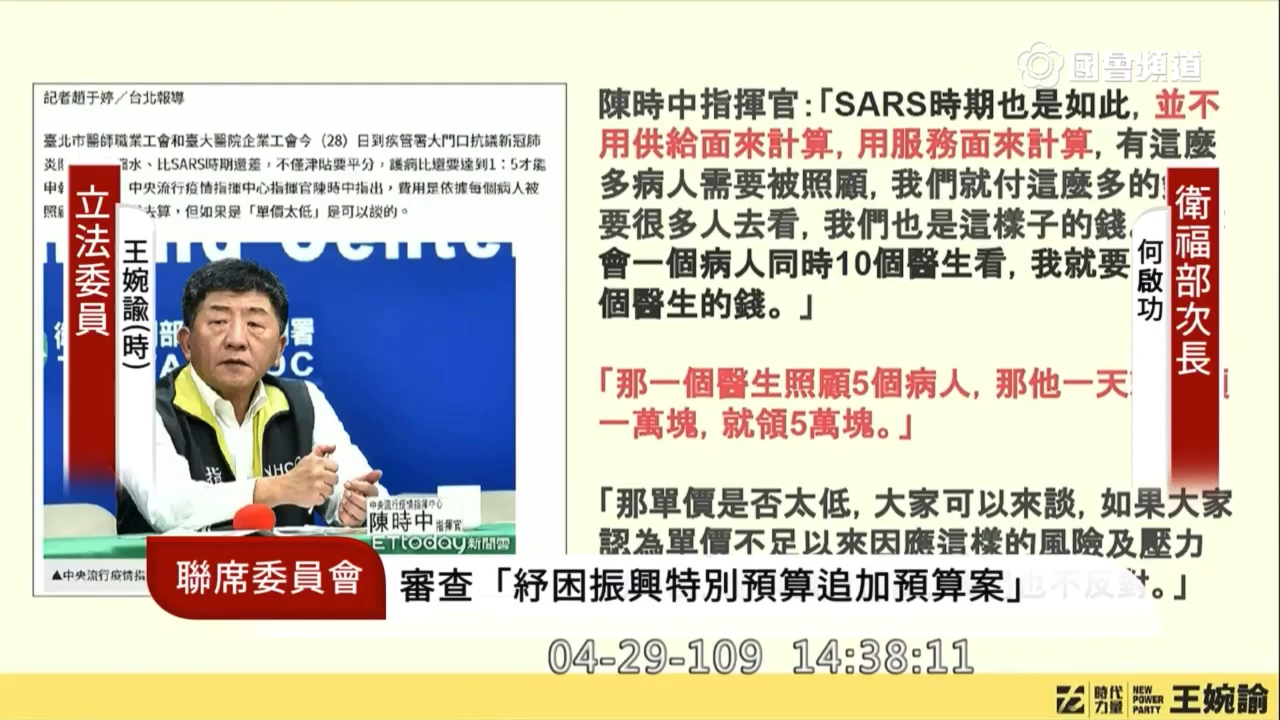 國會頻道
記者趙于婷／台北報導
臺北市醫師職業工會和臺大醫院企業工會今（28）日到疾管署大門口抗議新冠肺
縮水、比SARS時期還差，不僅津貼要平分，護病比還要達到1：5才能
中央流行疫情指揮中心指揮官陳時中指出，費用是依據每個病人被
去算，但如果是「單價太低」是可以談的。
中央流行疫情指揮中心
陳時中 指揮官
ETtoday新聞雲
▲中央流行疫情指
陳時中指揮官：「SARS時期也是如此，並不
用供給面來計算，用服務面來計算，有這麼
多病人需要被照顧，我們就付這麼多的
要很多人去看，我們也是這樣子的錢
會一個病人同時10個醫生看，我就要
個醫生的錢。」
「那一個醫生照顧5個病人，那他一天
一萬塊，就領5萬塊。」
「那單價是否太低，大家可以來談，如果大家
認為單價不足以來因應這樣的風險及壓力
也不反對。」
立法委員
王婉諭(時)
衛福部次長
何啟功
聯席委員會
審查「紓困振興特別預算追加預算案」
04-29-109 14:38:11
時代
力量
NEW
POWER
PARTY
王婉諭